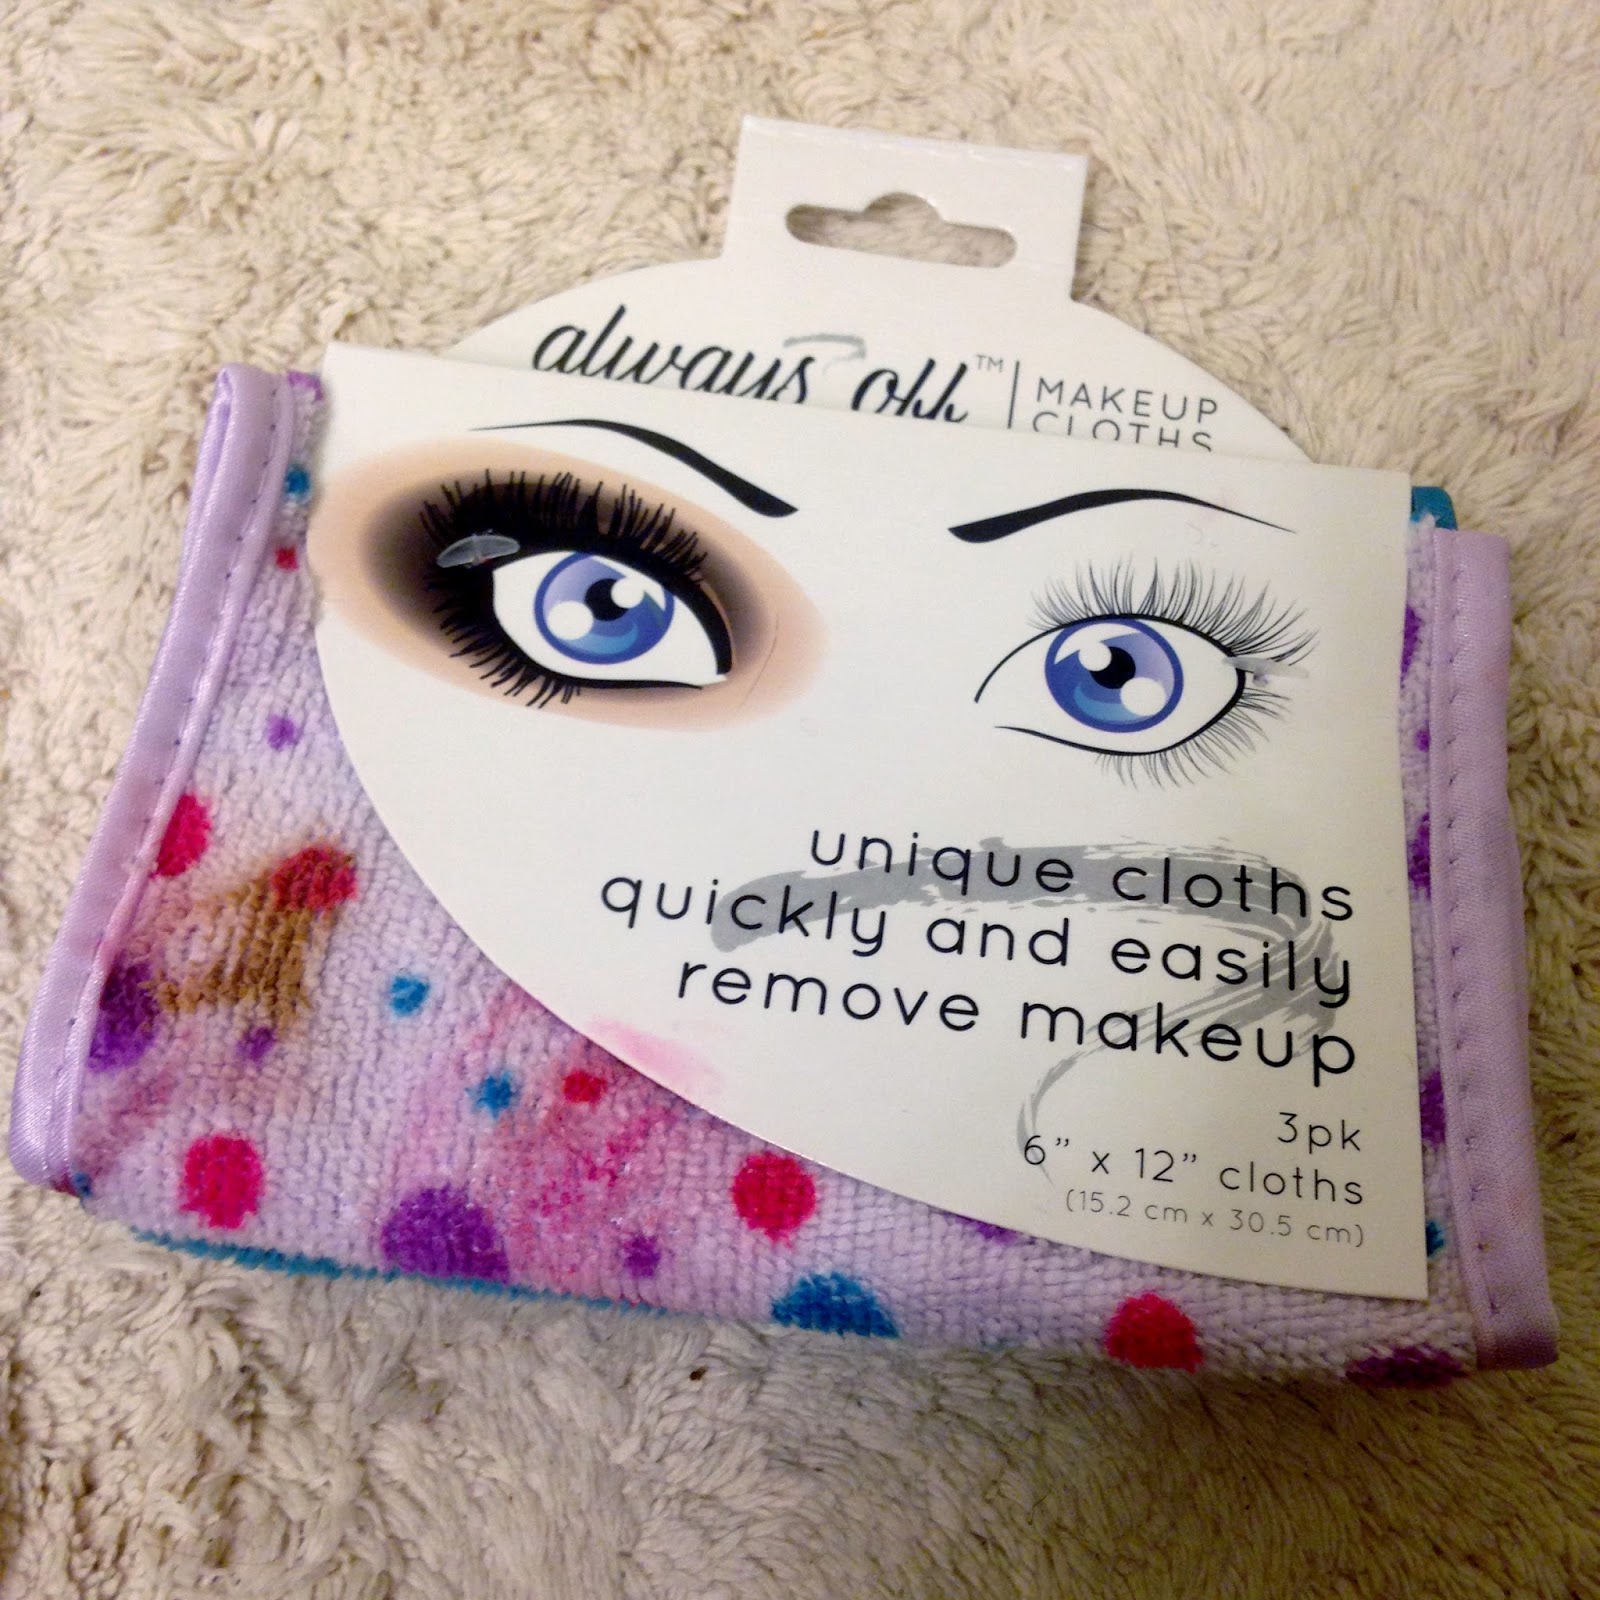 always off™ | MAKEUP
CLOTHS
unique cloths
quickly and easily
remove makeup
3pk
6” x 12” cloths
(15.2 cm x 30.5 cm)